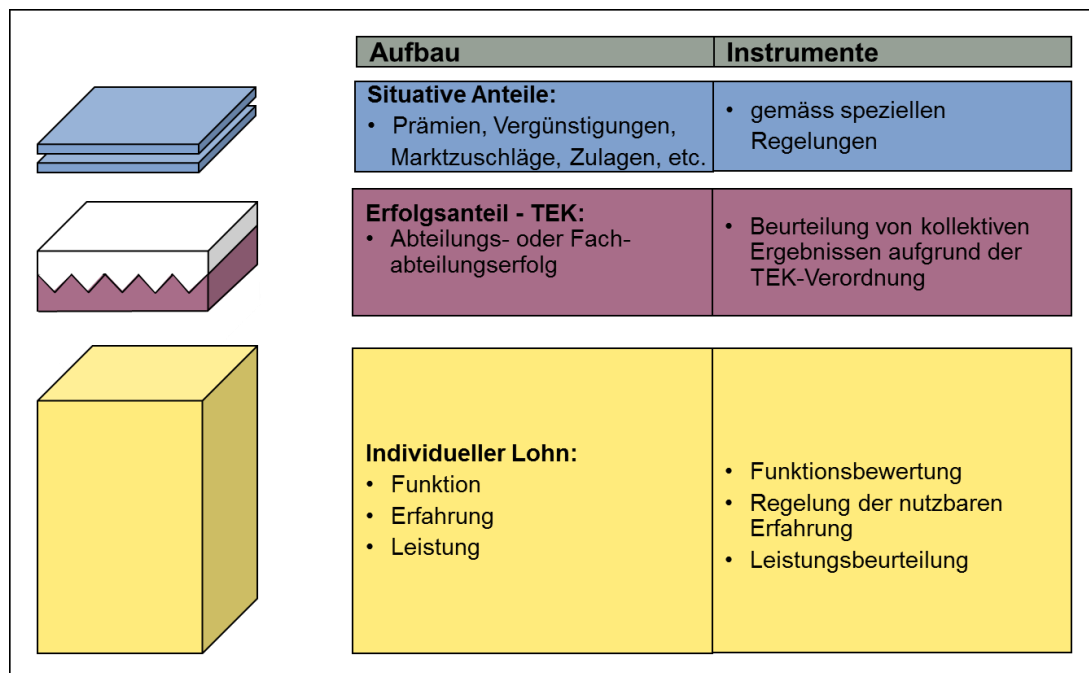 Aufbau
Instrumente
Situative Anteile:
• Prämien, Vergünstigungen,
Marktzuschläge, Zulagen, etc.
• gemäss speziellen
Regelungen
Erfolgsanteil - TEK:
• Abteilungs- oder Fach-
abteilungserfolg
• Beurteilung von kollektiven
Ergebnissen aufgrund der
TEK-Verordnung
Individueller Lohn:
• Funktion
• Erfahrung
• Leistung
• Funktionsbewertung
• Regelung der nutzbaren
Erfahrung
• Leistungsbeurteilung